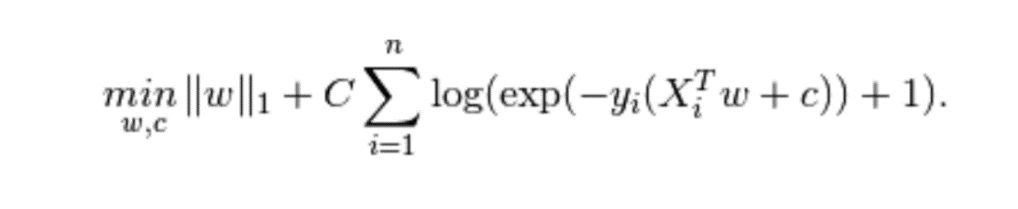 $$\min_{w,c} \|w\|_1 + C \sum_{i=1}^{n} \log(\exp(-y_i(X_i^T w + c)) + 1).$$